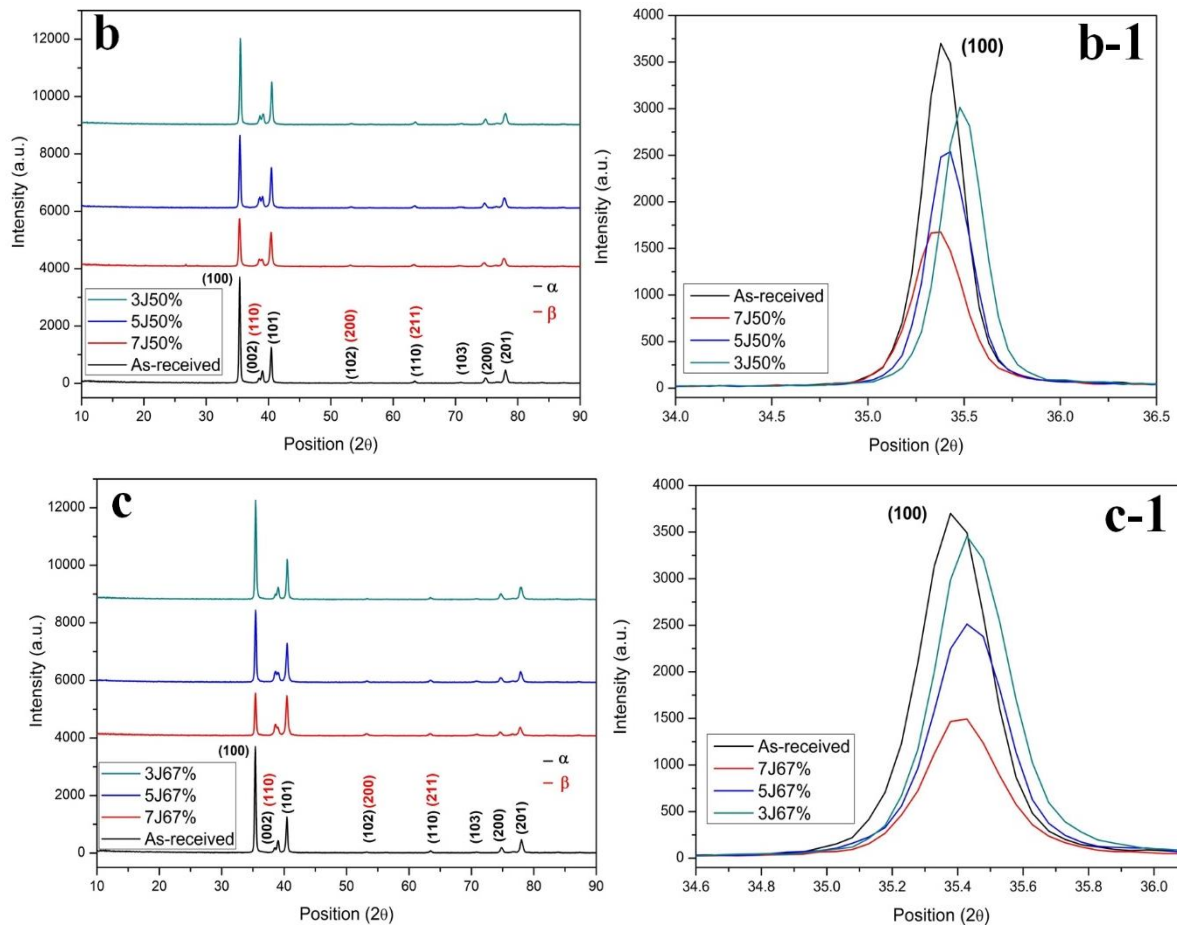 b
12000
10000
8000
6000
4000
2000
0
Intensity (a.u.)
(100)
3J50%
5J50%
7J50%
As-received
(002)
(110)
(101)
(102)
(200)
(110)
(211)
(103)
(200)
(201)
– α
– β
10 20 30 40 50 60 70 80 90
Position (2θ)
b-1
(100)
4000
3500
3000
2500
2000
1500
1000
500
0
Intensity (a.u.)
As-received
7J50%
5J50%
3J50%
34.0 34.5 35.0 35.5 36.0 36.5
Position (2θ)
c
12000
10000
8000
6000
4000
2000
0
Intensity (a.u.)
(100)
3J67%
5J67%
7J67%
As-received
(002)
(110)
(101)
(102)
(200)
(110)
(211)
(103)
(200)
(201)
– α
– β
10 20 30 40 50 60 70 80 90
Position (2θ)
c-1
(100)
4000
3500
3000
2500
2000
1500
1000
500
0
Intensity (a.u.)
As-received
7J67%
5J67%
3J67%
34.6 34.8 35.0 35.2 35.4 35.6 35.8 36.0
Position (2θ)